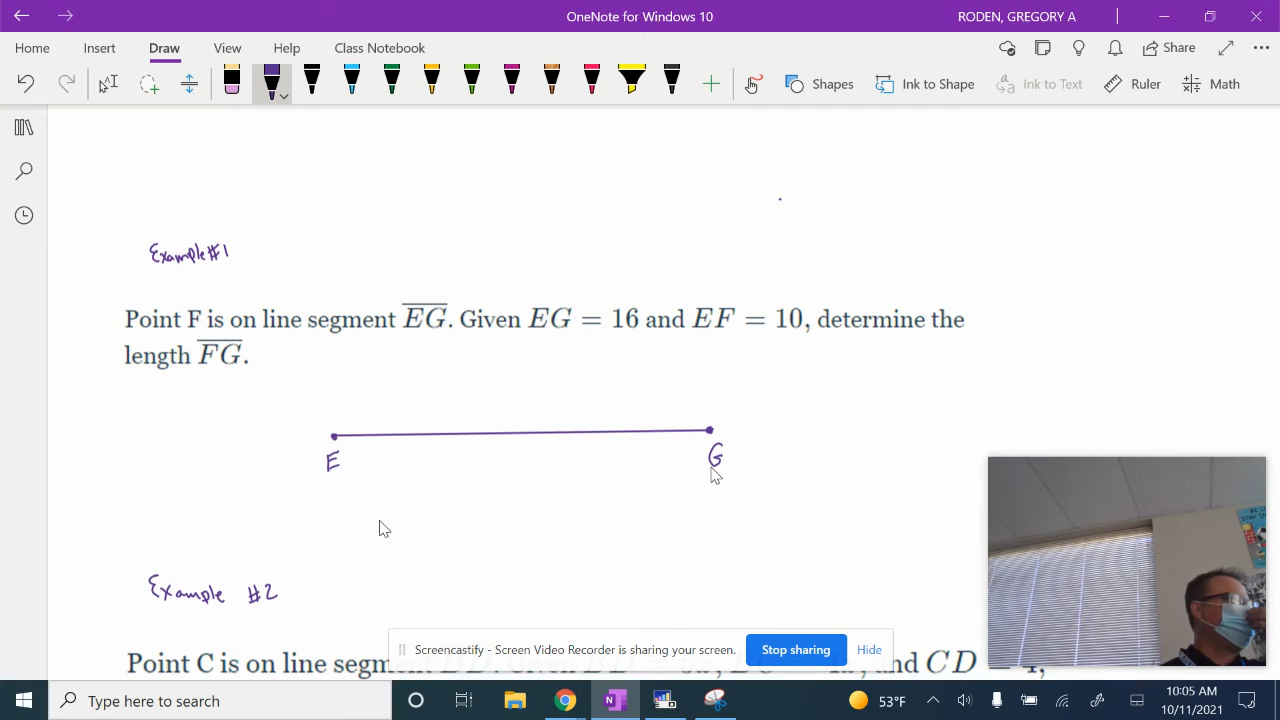 OneNote for Windows 10
RODEN, GREGORY A
Home Insert Draw View Help Class Notebook Share
Shapes Ink to Shape Ink to Text Ruler Math
Example #1
Point F is on line segment EG. Given EG = 16 and EF = 10, determine the
length FG.
E G
Example #2
Screencastify - Screen Video Recorder is sharing your screen. Stop sharing Hide
Point C is on line segment and CD = 4,
Type here to search
53°F
10:05 AM
10/11/2021